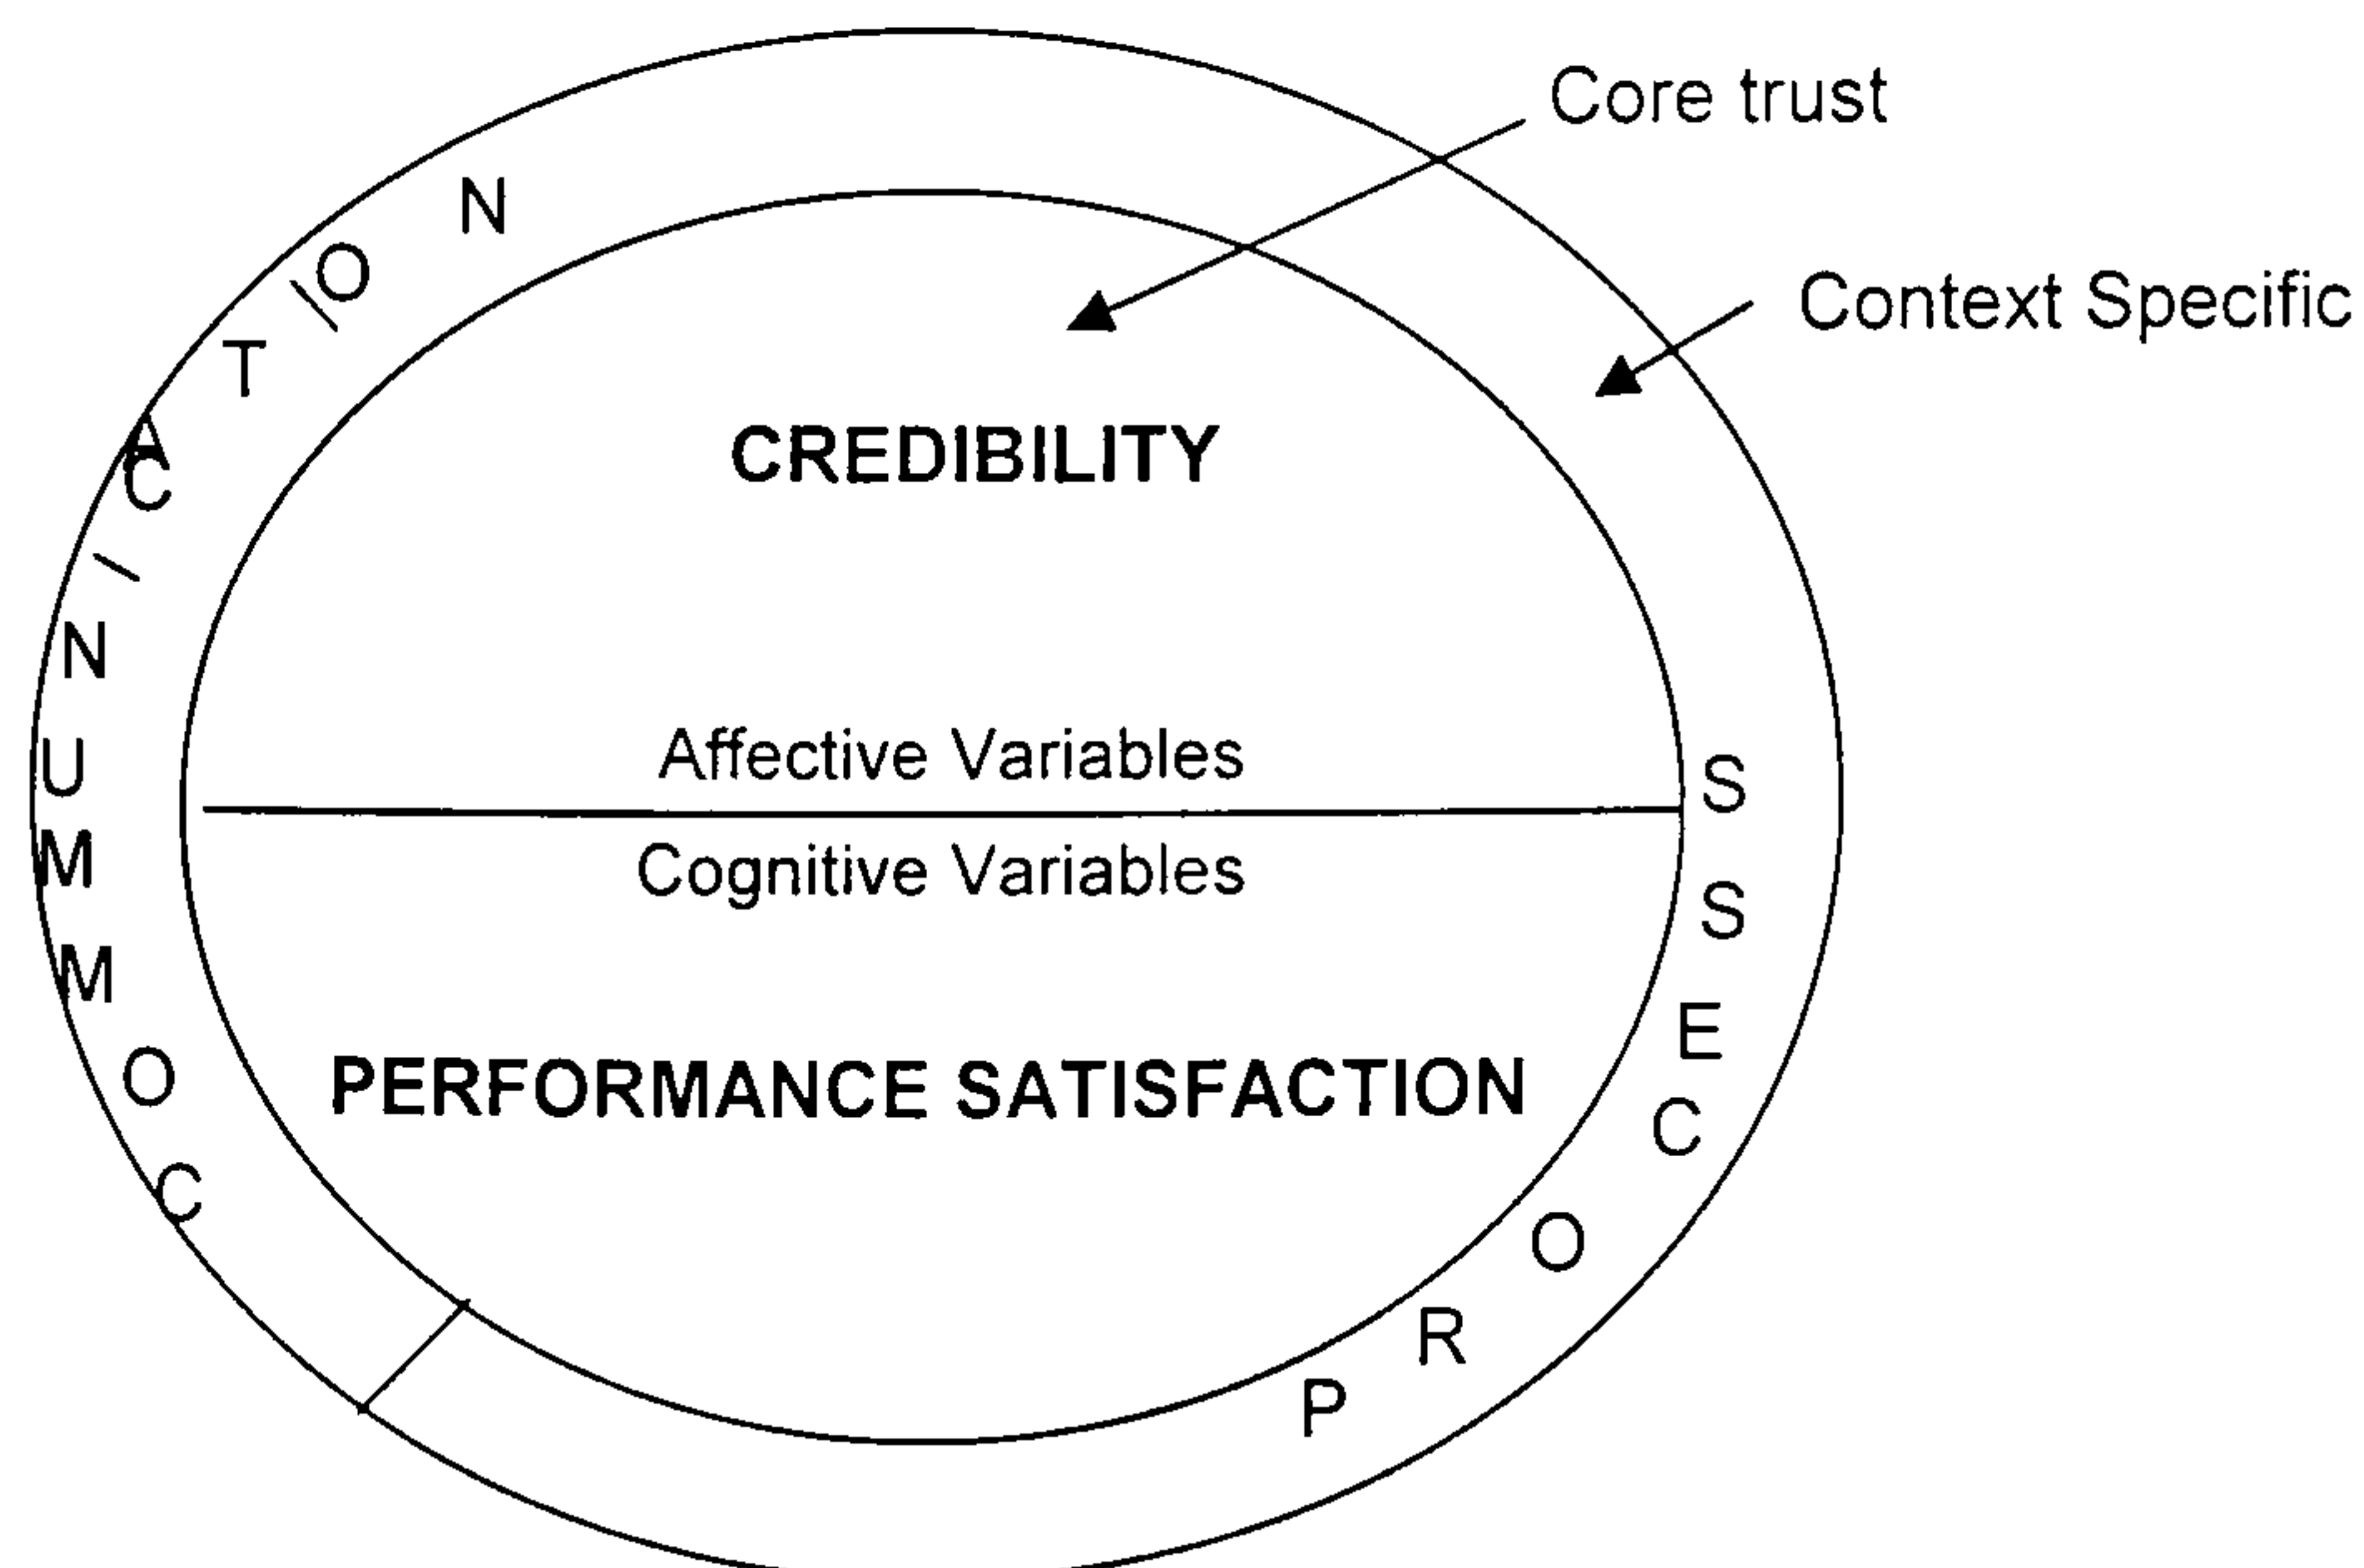 Core trust
Context Specific
COMMUNICATION
CREDIBILITY
Affective Variables
Cognitive Variables
PERFORMANCE SATISFACTION
PROCESS